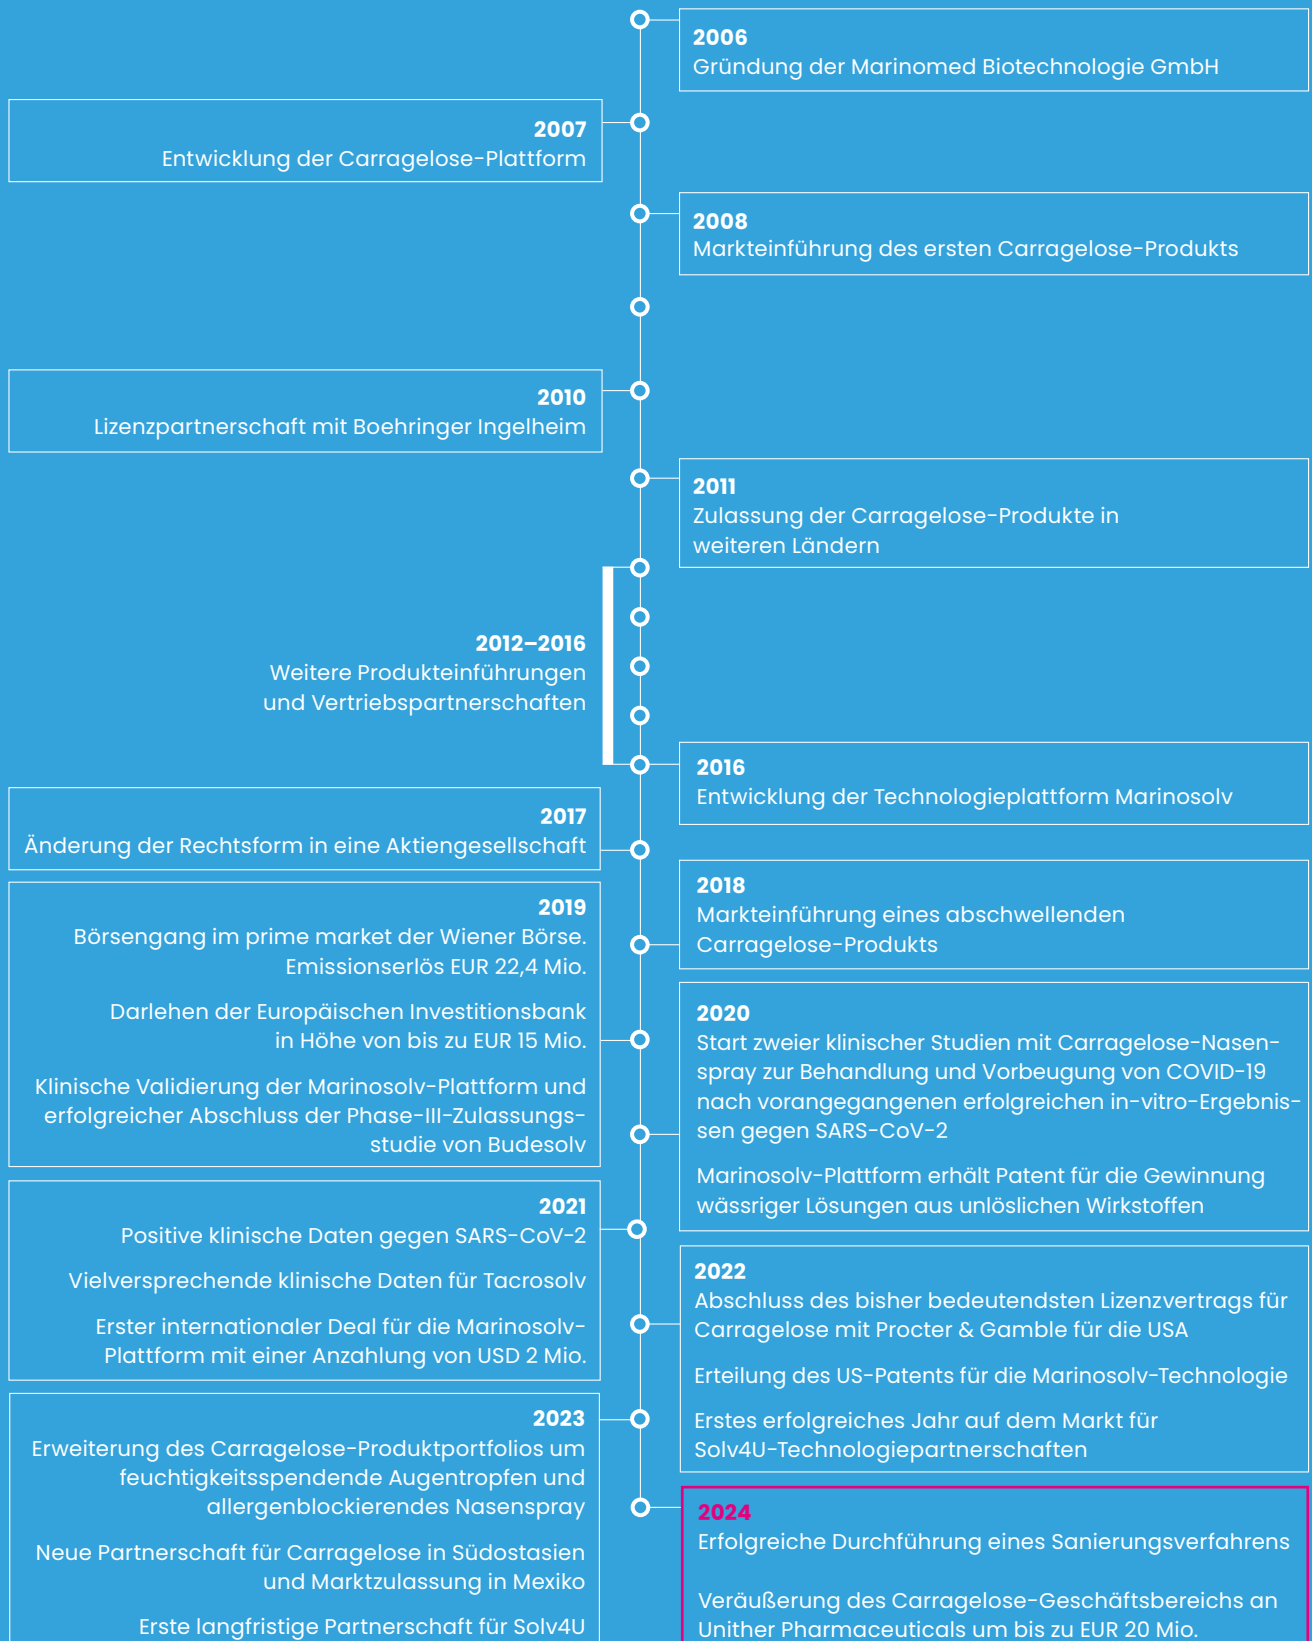 2006
Gründung der Marinomed Biotechnologie GmbH
2007
Entwicklung der Carragelose-Plattform
2008
Markteinführung des ersten Carragelose-Produkts
2010
Lizenzpartnerschaft mit Boehringer Ingelheim
2011
Zulassung der Carragelose-Produkte in
weiteren Ländern
2012–2016
Weitere Produkteinführungen
und Vertriebspartnerschaften
2016
Entwicklung der Technologieplattform Marinosolv
2017
Änderung der Rechtsform in eine Aktiengesellschaft
2018
Markteinführung eines abschwellenden
Carragelose-Produkts
2019
Börsengang im prime market der Wiener Börse.
Emissionserlös EUR 22,4 Mio.
Darlehen der Europäischen Investitionsbank
in Höhe von bis zu EUR 15 Mio.
Klinische Validierung der Marinosolv-Plattform und
erfolgreicher Abschluss der Phase-III-Zulassungs-
studie von Budesolv
2020
Start zweier klinischer Studien mit Carragelose-Nasen-
spray zur Behandlung und Vorbeugung von COVID-19
nach vorangegangenen erfolgreichen in-vitro-Ergebnis-
sen gegen SARS-CoV-2
Marinosolv-Plattform erhält Patent für die Gewinnung
wässriger Lösungen aus unlöslichen Wirkstoffen
2021
Positive klinische Daten gegen SARS-CoV-2
Vielversprechende klinische Daten für Tacrosolv
Erster internationaler Deal für die Marinosolv-
Plattform mit einer Anzahlung von USD 2 Mio.
2022
Abschluss des bisher bedeutendsten Lizenzvertrags für
Carragelose mit Procter & Gamble für die USA
Erteilung des US-Patents für die Marinosolv-Technologie
Erstes erfolgreiches Jahr auf dem Markt für
Solv4U-Technologiepartnerschaften
2023
Erweiterung des Carragelose-Produktportfolios um
feuchtigkeitsspendende Augentropfen und
allergenblockierendes Nasenspray
Neue Partnerschaft für Carragelose in Südostasien
und Marktzulassung in Mexiko
Erste langfristige Partnerschaft für Solv4U
2024
Erfolgreiche Durchführung eines Sanierungsverfahrens
Veräußerung des Carragelose-Geschäftsbereichs an
Unither Pharmaceuticals um bis zu EUR 20 Mio.